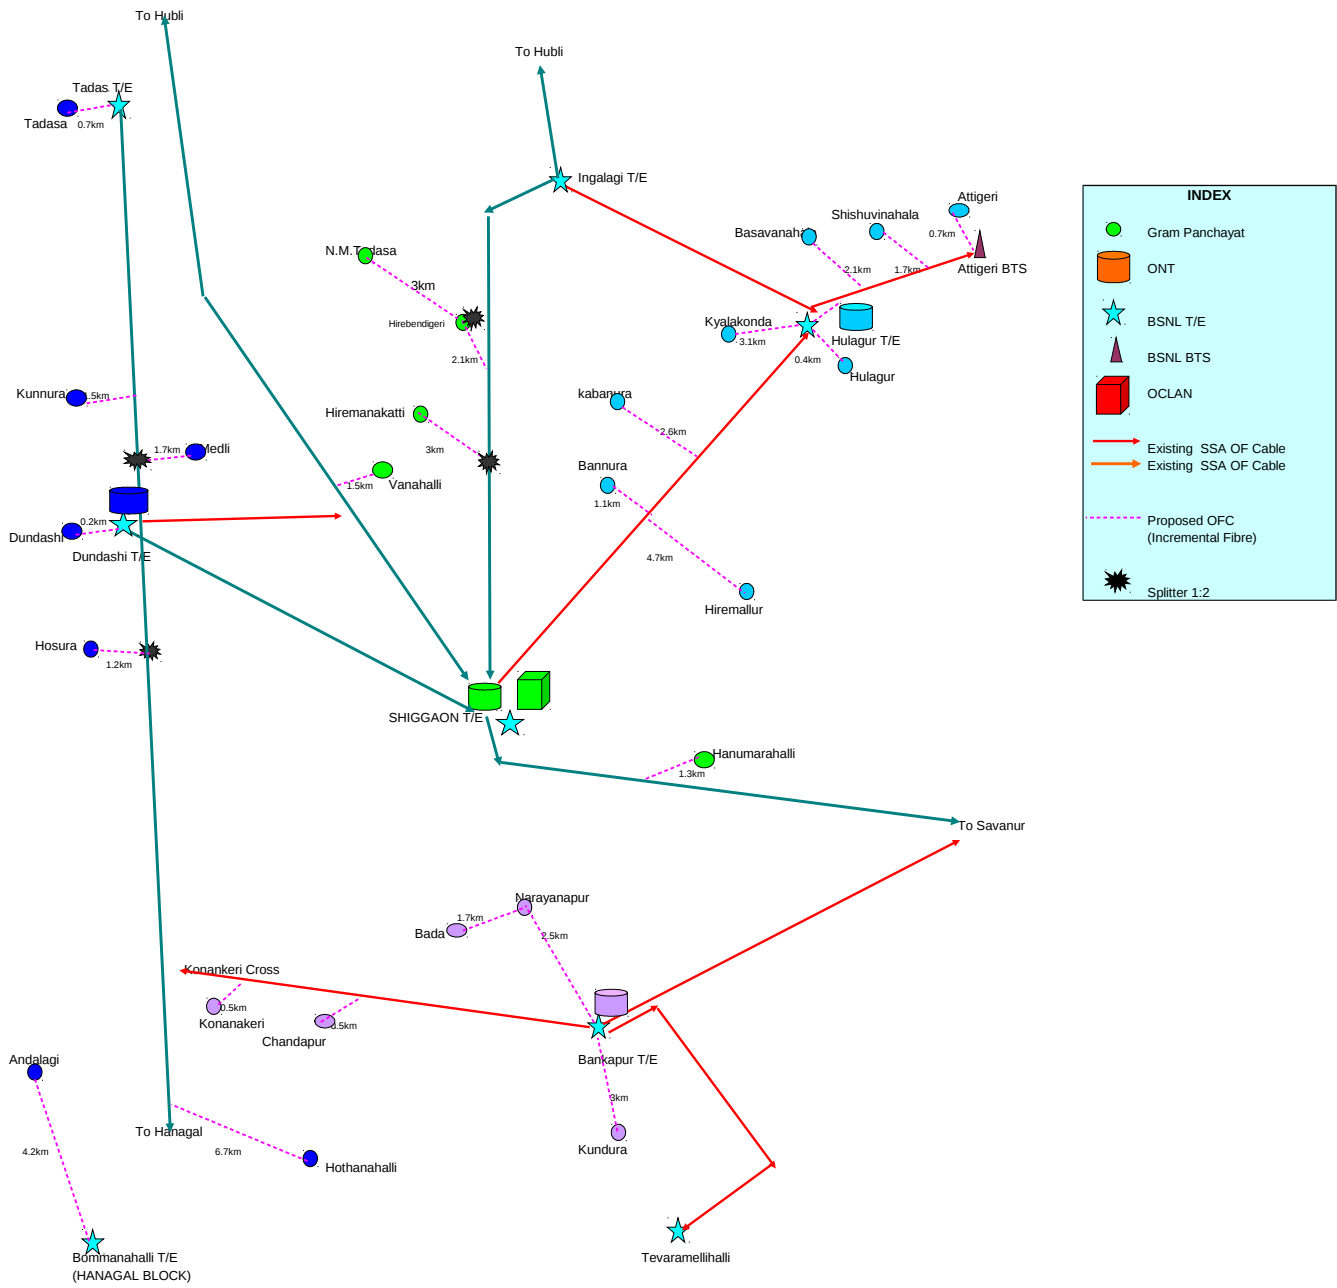 To Hubli
To Hubli
Tadas T/E
Tadasa
0.7km
Ingalagi T/E
INDEX
Gram Panchayat
ONT
BSNL T/E
BSNL BTS
OCLAN
Existing  SSA OF Cable
Existing  SSA OF Cable
Proposed OFC
(Incremental Fibre)
Splitter 1:2
Attigeri
Shishuvinahala
0.7km
Basavanahala
Attigeri BTS
2.1km
1.7km
N.M.Tadasa
3km
Hirebendigeri
2.1km
Kyalakonda
3.1km
Hulagur T/E
0.4km
Hulagur
Kunnura
1.5km
kabanura
2.6km
Hiremanakatti
3km
1.7km
Medli
Bannura
1.1km
1.5km
Vanahalli
0.2km
Dundashi
Dundashi T/E
4.7km
Hiremallur
Hosura
1.2km
SHIGGAON T/E
Hanumarahalli
1.3km
To Savanur
Narayanapur
1.7km
Bada
2.5km
Konankeri Cross
0.5km
Konanakeri
0.5km
Chandapur
Bankapur T/E
Andalagi
3km
Kundura
To Hanagal
4.2km
6.7km
Hothanahalli
Bommanahalli T/E
(HANAGAL BLOCK)
Tevaramellihalli